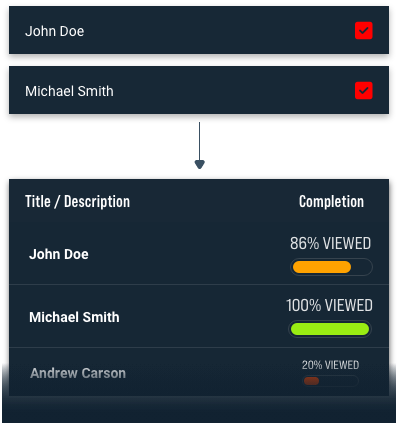 John Doe
Michael Smith
Title / Description Completion
86% VIEWED
John Doe
100% VIEWED
Michael Smith
20% VIEWED
Andrew Carson